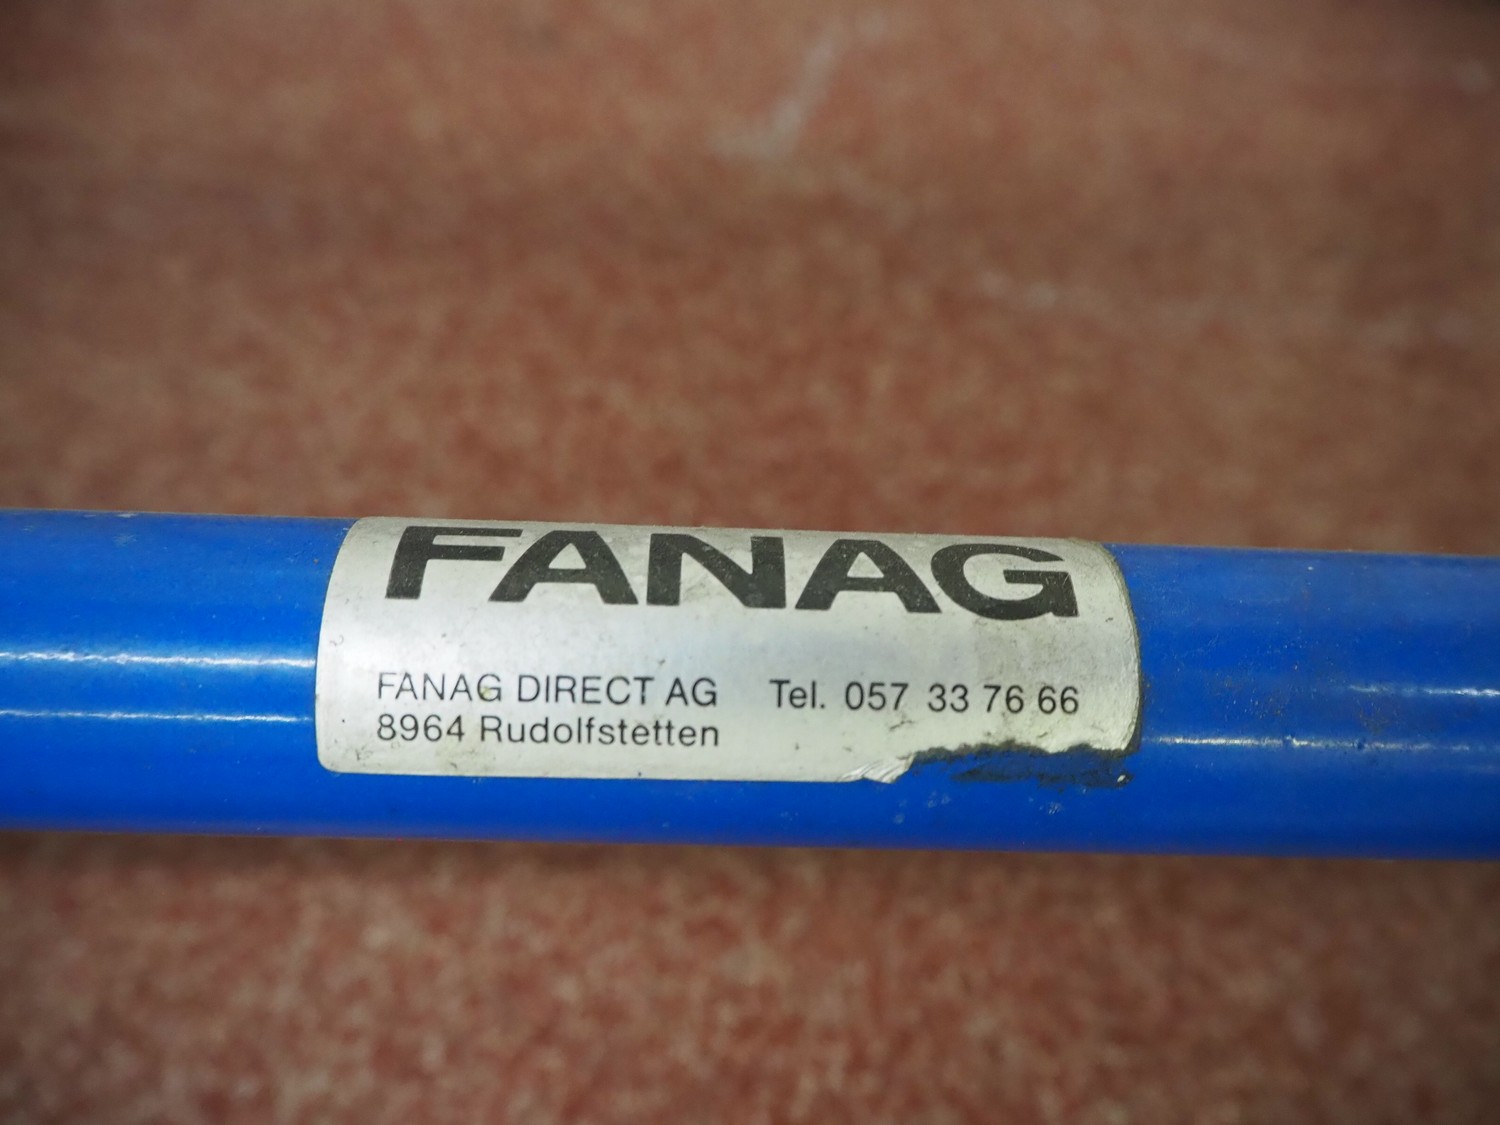 FANAG
FANAG DIRECT AG Tel. 057 33 76 66
8964 Rudolfstetten